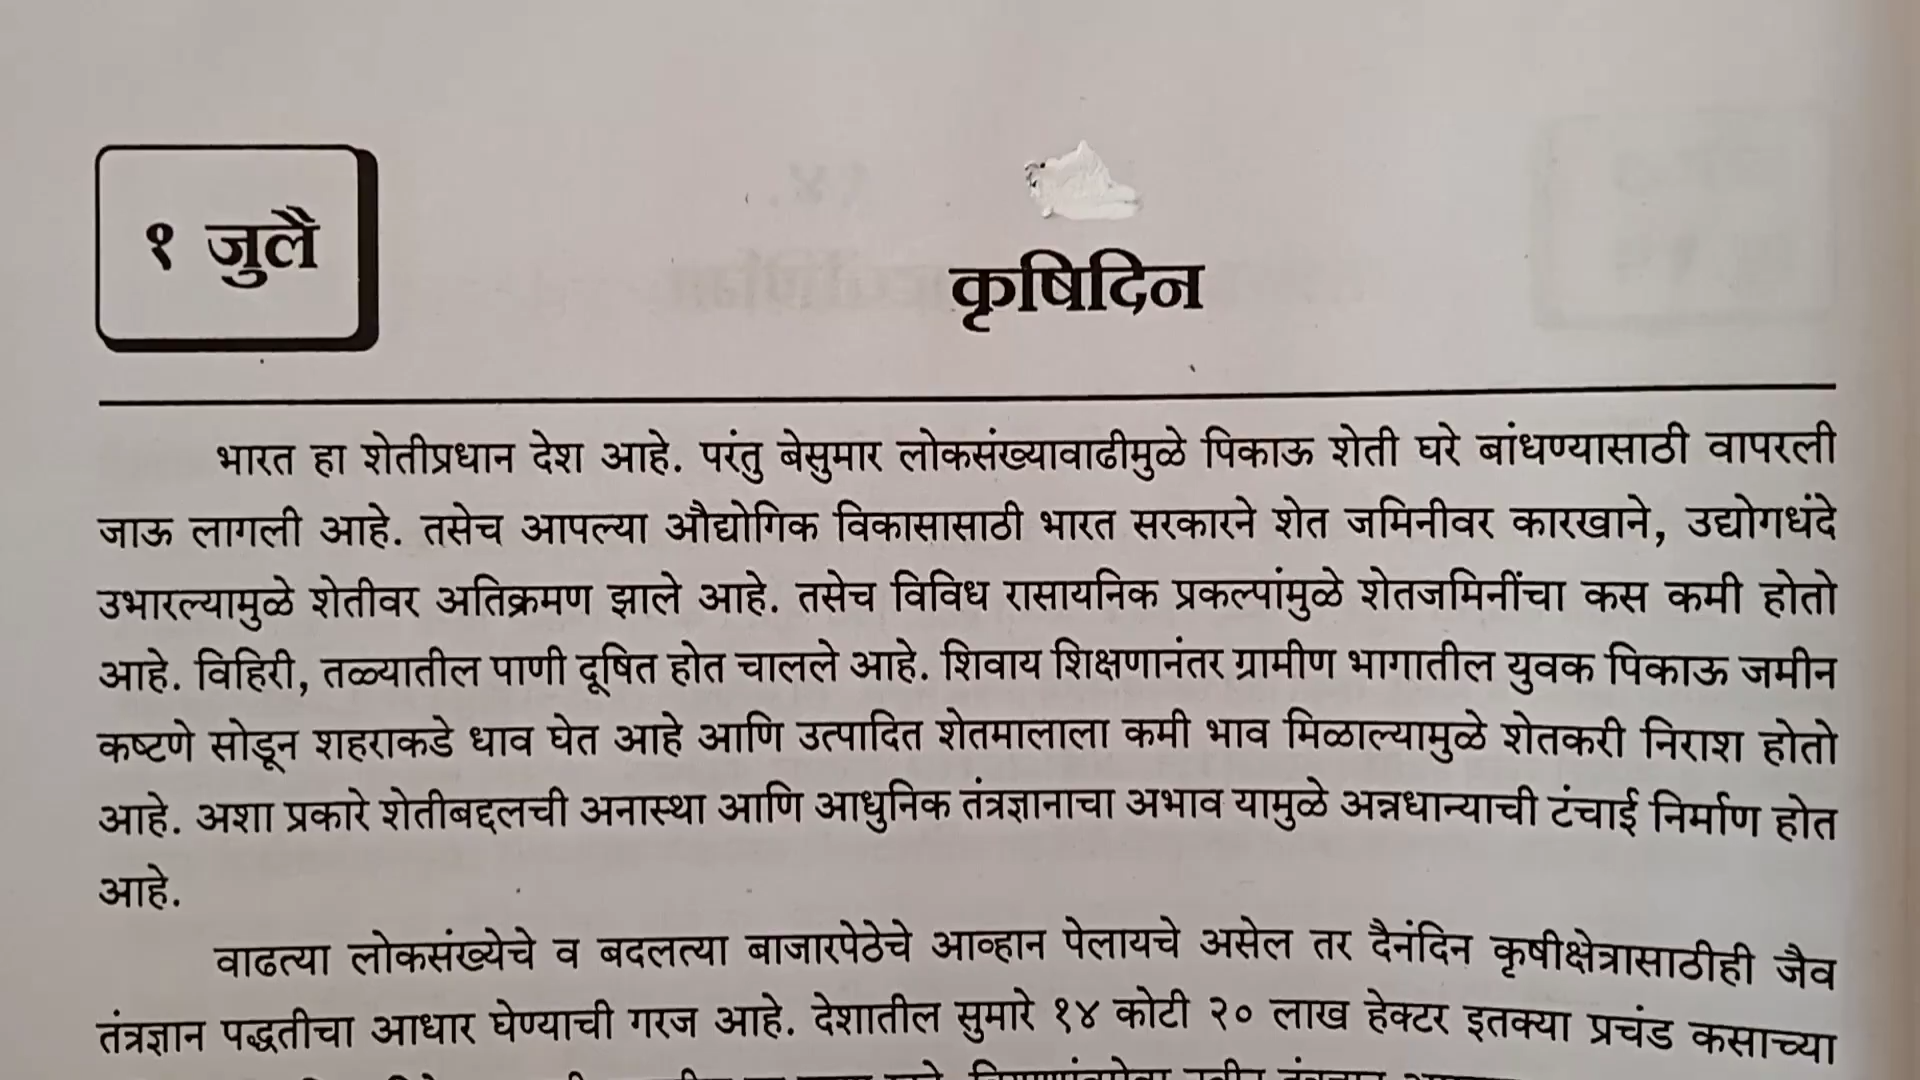 १ जुलै
कृषिदिन
भारत हा शेतीप्रधान देश आहे. परंतु बेसुमार लोकसंख्यावाढीमुळे पिकाऊ शेती घरे बांधण्यासाठी वापरली
जाऊ लागली आहे. तसेच आपल्या औद्योगिक विकासासाठी भारत सरकारने शेत जमिनीवर कारखाने, उद्योगधंदे
उभारल्यामुळे शेतीवर अतिक्रमण झाले आहे. तसेच विविध रासायनिक प्रकल्पांमुळे शेतजमिनींचा कस कमी होतो
आहे. विहिरी, तळ्यातील पाणी दूषित होत चालले आहे. शिवाय शिक्षणानंतर ग्रामीण भागातील युवक पिकाऊ जमीन
कष्टणे सोडून शहराकडे धाव घेत आहे आणि उत्पादित शेतमालाला कमी भाव मिळाल्यामुळे शेतकरी निराश होतो
आहे. अशा प्रकारे शेतीबद्दलची अनास्था आणि आधुनिक तंत्रज्ञानाचा अभाव यामुळे अन्नधान्याची टंचाई निर्माण होत
आहे.
वाढत्या लोकसंख्येचे व बदलत्या बाजारपेठेचे आव्हान पेलायचे असेल तर दैनंदिन कृषीक्षेत्रासाठीही जैव
तंत्रज्ञान पद्धतीचा आधार घेण्याची गरज आहे. देशातील सुमारे १४ कोटी २० लाख हेक्टर इतक्या प्रचंड कसाच्या